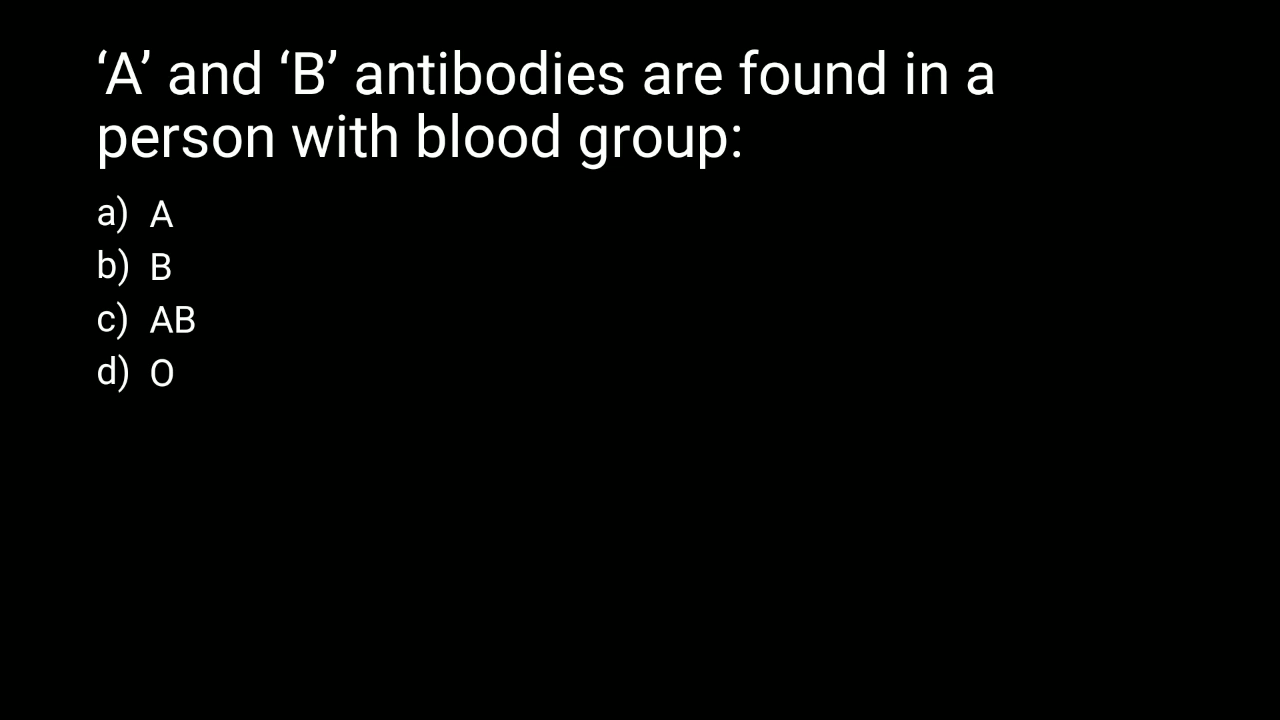 ‘A’ and ‘B’ antibodies are found in a
person with blood group:
a) A
b) B
c) AB
d) O